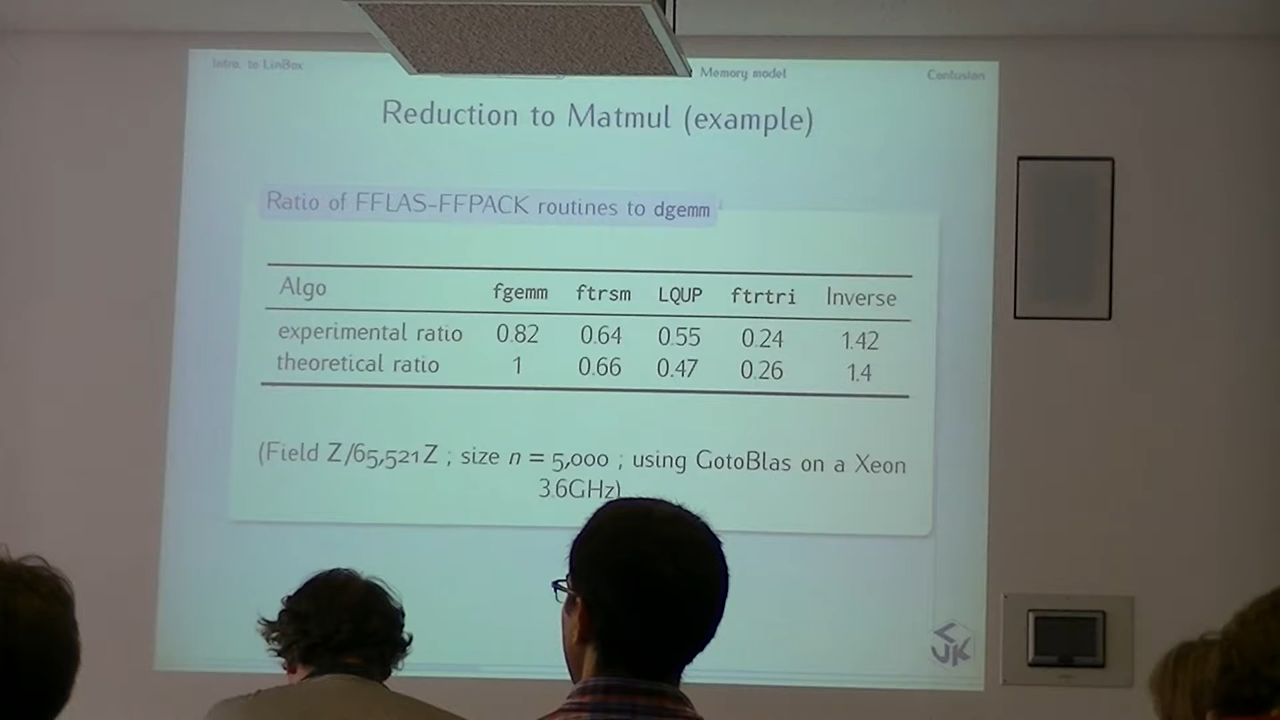 Intro. to LinBox Memory model Conlusion
Reduction to Matmul (example)
Ratio of FFLAS-FFPACK routines to dgemm
Algo fgemm ftrsm LQUP ftrtri Inverse
experimental ratio 0.82 0.64 0.55 0.24 1.42
theoretical ratio 1 0.66 0.47 0.26 1.4
(Field Z/65,521Z ; size n = 5,000 ; using GotoBlas on a Xeon
3.6GHz)